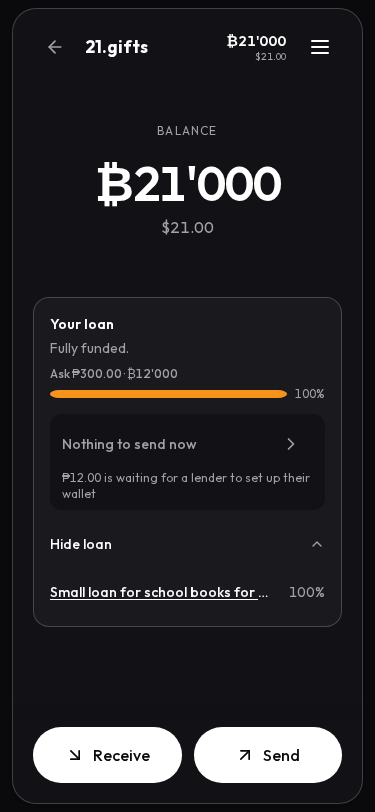 21.gifts
₿21'000
$21.00
BALANCE
₿21'000
$21.00
Your loan
Fully funded.
Ask ₱300.00 · ₿12'000
100%
Nothing to send now
₱12.00 is waiting for a lender to set up their
wallet
Hide loan
Small loan for school books for ...
100%
Receive
Send